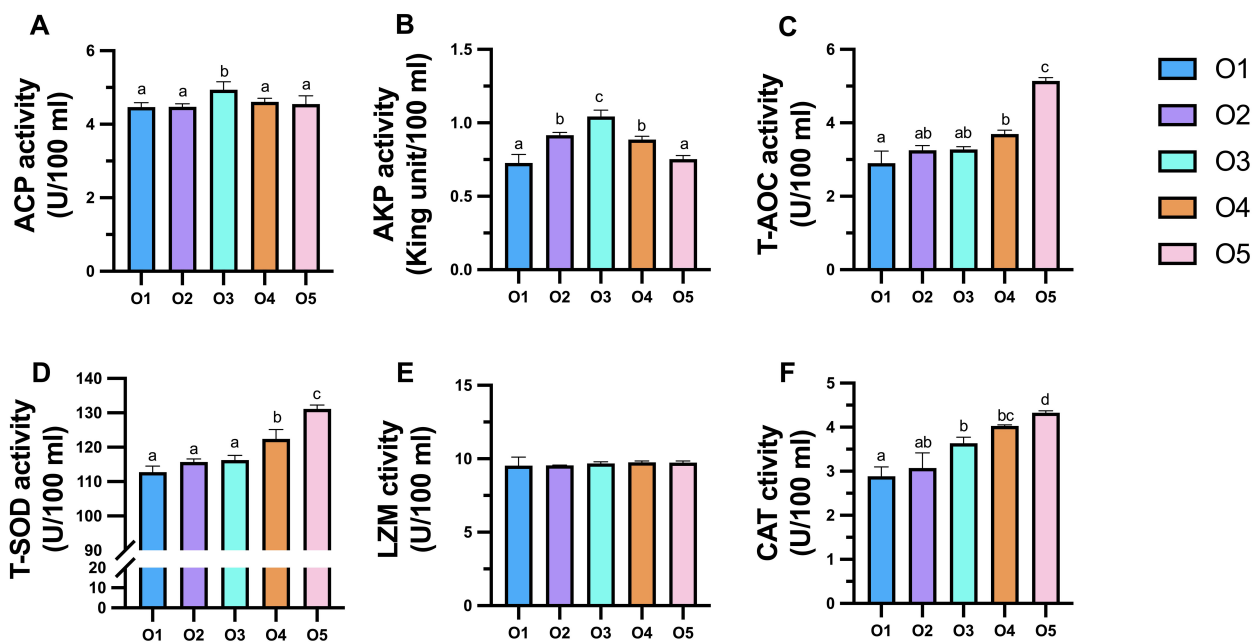 A
ACP activity
(U/100 ml)
6
4
2
0
a
a
b
a
a
O1 O2 O3 O4 O5
B
AKP activity
(King unit/100 ml)
1.5
1.0
0.5
0.0
a
b
c
b
a
O1 O2 O3 O4 O5
C
T-AOC activity
(U/100 ml)
6
4
2
0
a
ab
ab
b
c
O1 O2 O3 O4 O5
O1
O2
O3
O4
O5
D
T-SOD activity
(U/100 ml)
140
130
120
110
100
90
20
10
0
a
a
a
b
c
O1 O2 O3 O4 O5
E
LZM ctivity
(U/100 ml)
15
10
5
0
O1 O2 O3 O4 O5
F
CAT ctivity
(U/100 ml)
5
4
3
2
1
0
a
ab
b
bc
d
O1 O2 O3 O4 O5